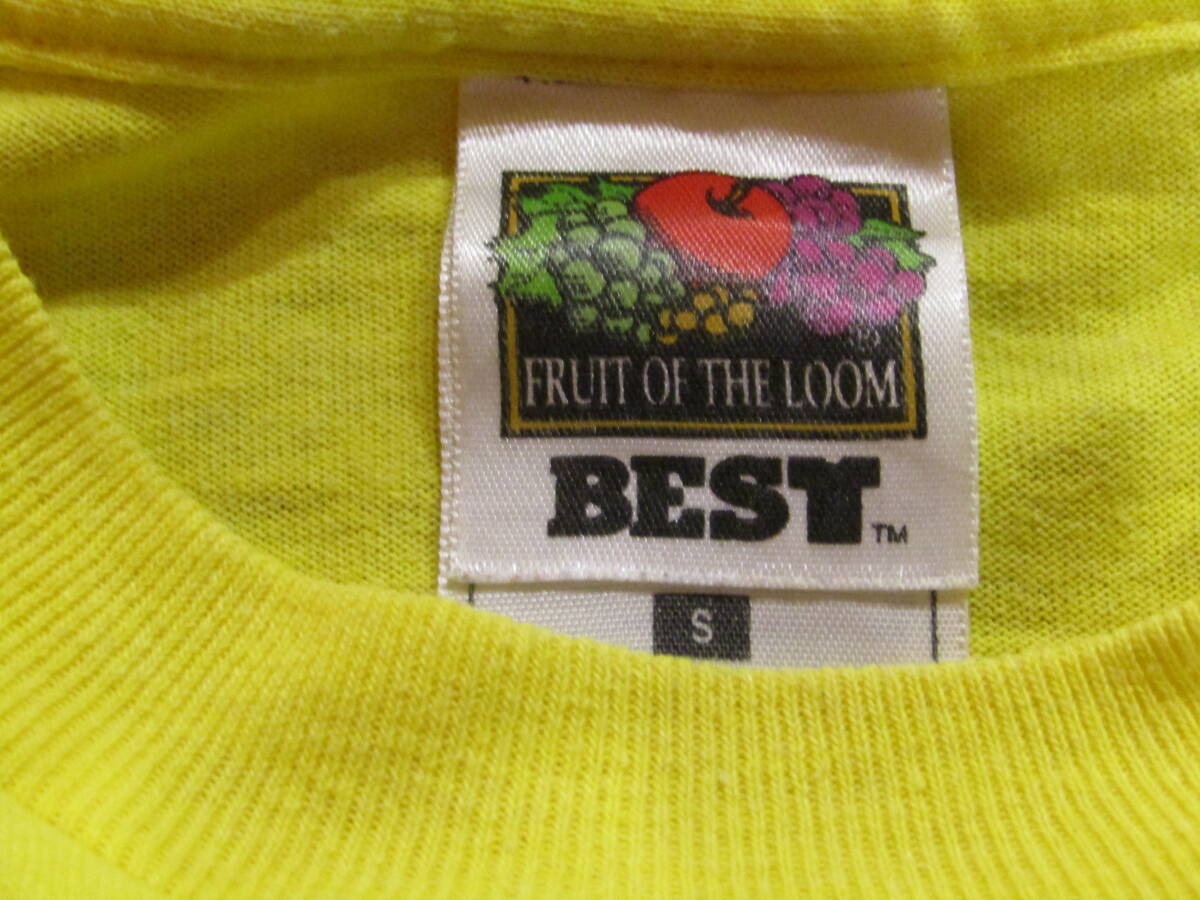 FRUIT OF THE LOOM
®
BEST™
S